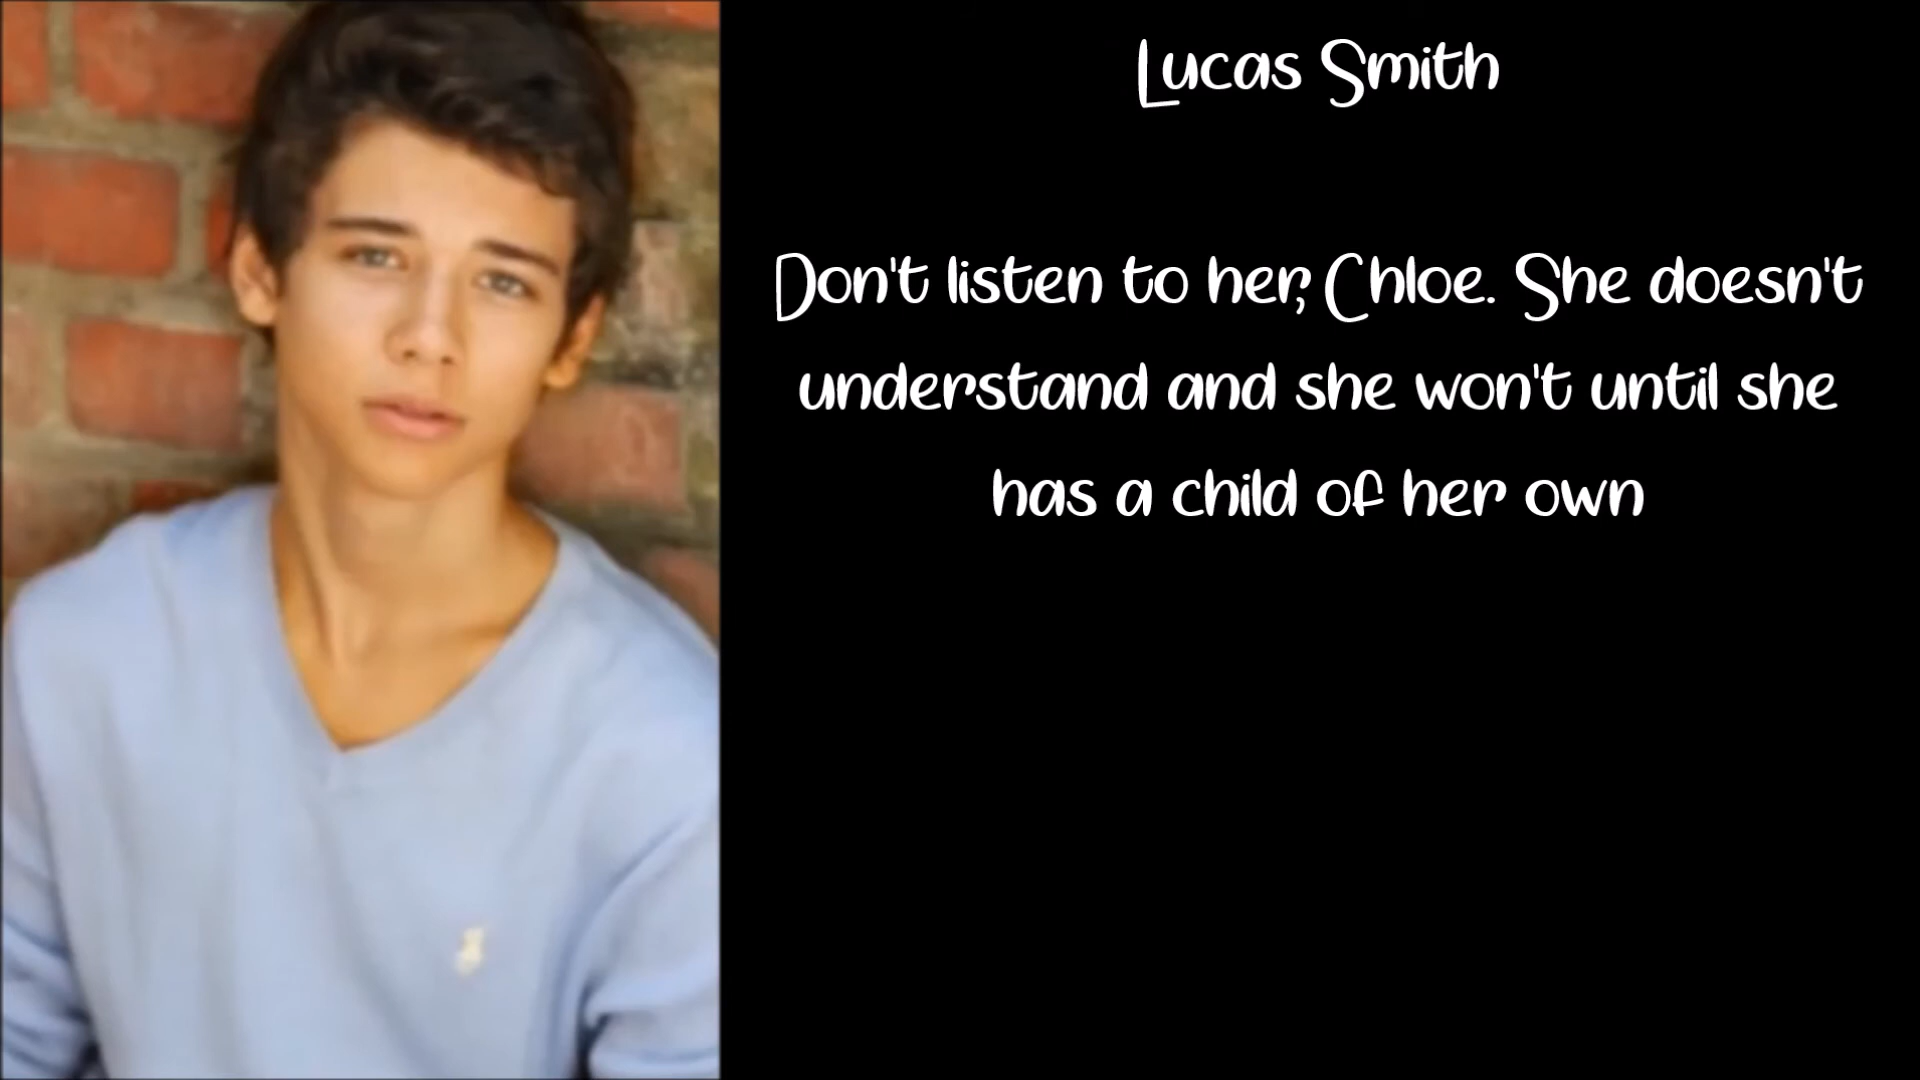 Lucas Smith
Don't listen to her, Chloe. She doesn't
understand and she won't until she
has a child of her own